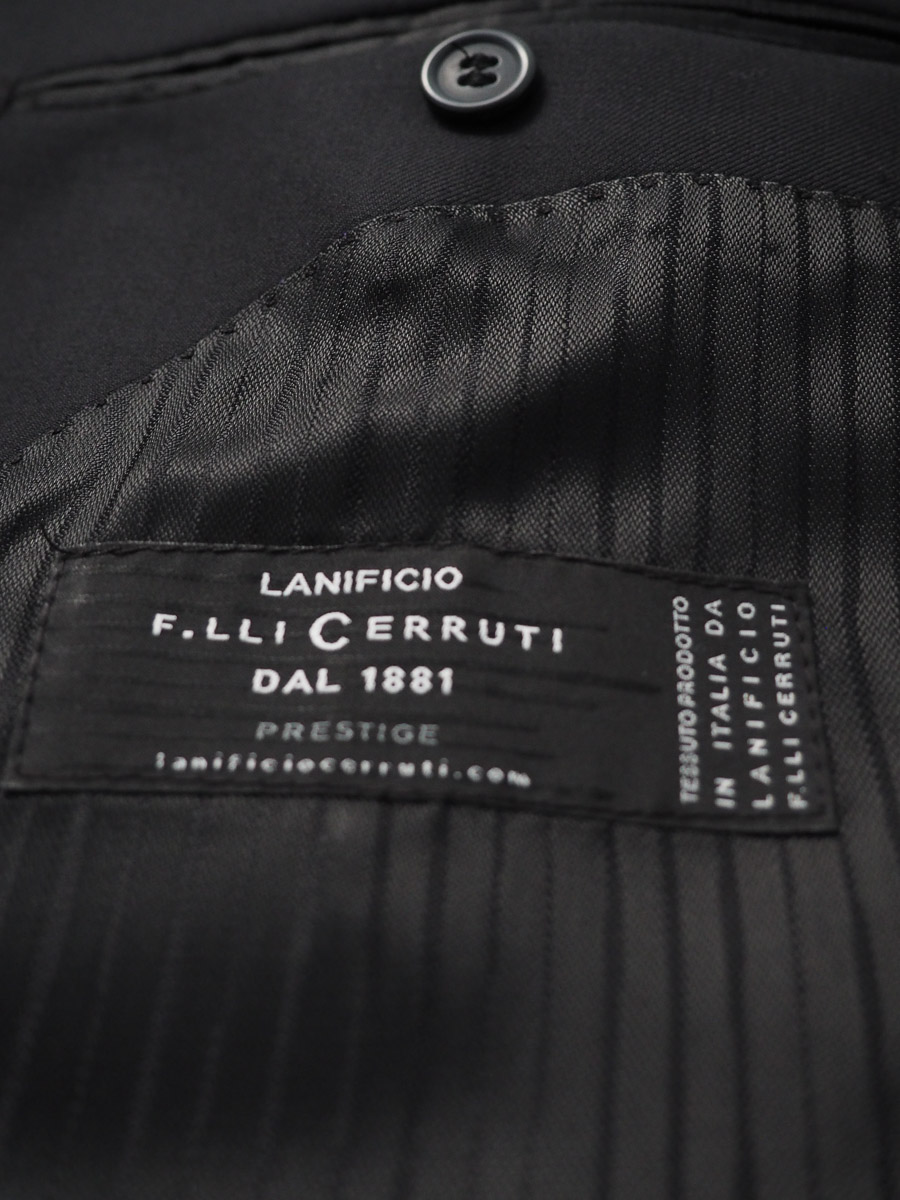 LANIFICIO
F.LLI CERRUTI
DAL 1881
PRESTIGE
lanificiocerruti.com
TESSUTO PRODOTTO
IN ITALIA DA
LANIFICIO
F.LLI CERRUTI